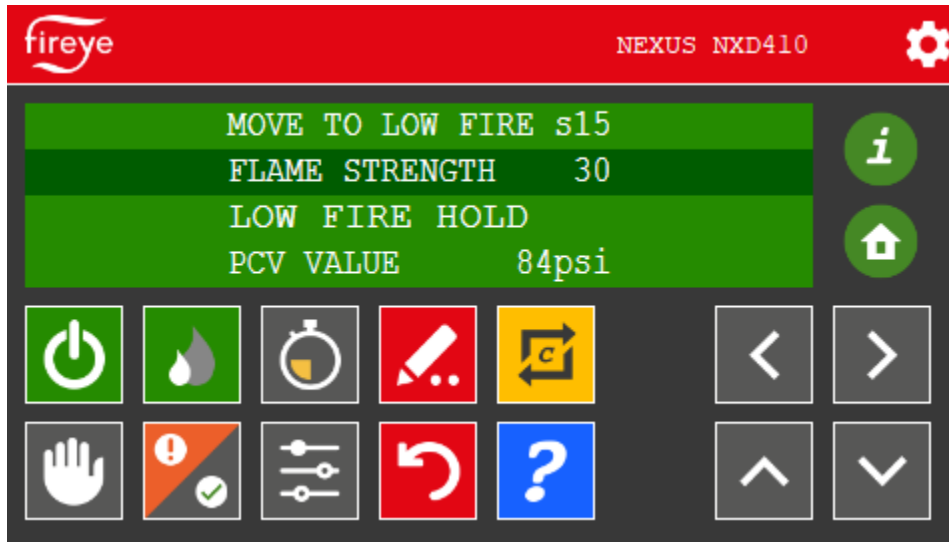 fireye
NEXUS NXD410
MOVE TO LOW FIRE s15
FLAME STRENGTH 30
LOW FIRE HOLD
PCV VALUE 84psi
i
C
?